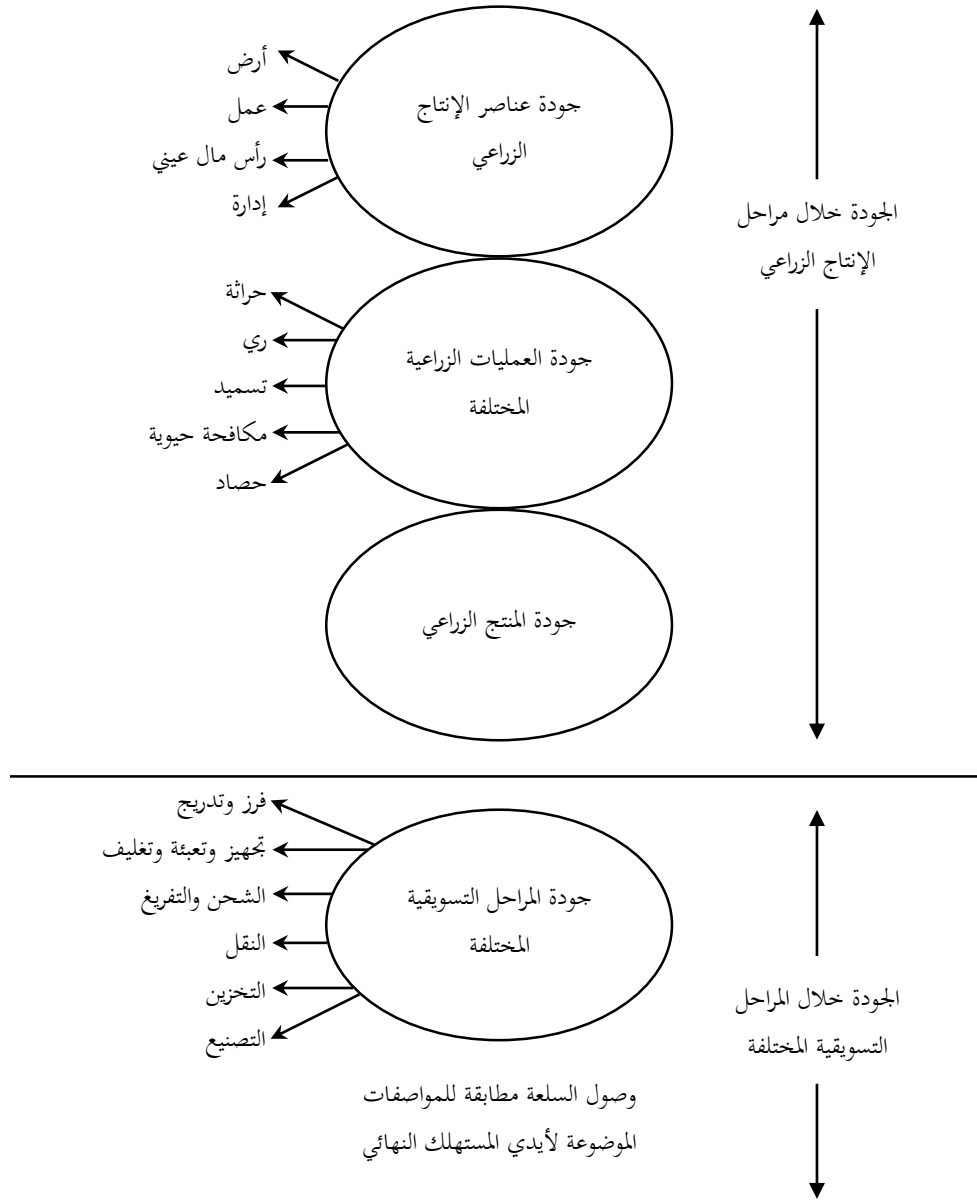 جودة عناصر الإنتاج
الزراعي
أرض
عمل
رأس مال عيني
إدارة
الجودة خلال مراحل
الإنتاج الزراعي
جودة العمليات الزراعية
المختلفة
حراثة
ري
تسميد
مكافحة حيوية
حصاد
جودة المنتج الزراعي
جودة المراحل التسويقية
المختلفة
فرز وتدريج
تجهيز وتعبئة وتغليف
الشحن والتفريغ
النقل
التخزين
التصنيع
الجودة خلال المراحل
التسويقية المختلفة
وصول السلعة مطابقة للمواصفات
الموضوعة لأيدي المستهلك النهائي